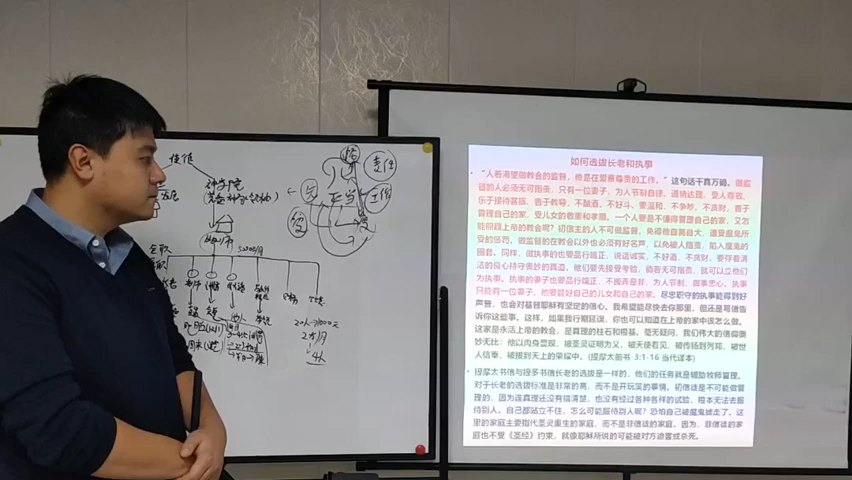 使徒
神学院
全职
50000/月
20人→1000元
2万/月
4人
如何选拔长老和执事
• “人若渴望做教会的监督，他是在爱慕尊贵的工作。”这句话千真万确。做监
督的人必须无可指责，只有一位妻子，为人节制自律，通情达理，受人尊敬，
乐于接待客旅，善于教导，不酗酒，不好斗，要温和，不争吵，不贪财，善于
管理自己的家，受儿女的敬重和孝顺。一个人要是不懂得管理自己的家，又怎
能照顾上帝的教会呢？初信主的人不可做监督，免得他自高自大，遭受魔鬼所
受的惩罚。做监督的在教会以外也必须有好名声，以免被人指责，陷入魔鬼的
圈套。同样，做执事的也要品行端正，说话诚实，不好酒，不贪财，要存着清
洁的良心持守奥妙的真道。他们要先接受考验，倘若无可指责，就可以立他们
为执事。执事的妻子也要品行端正，不搬弄是非，为人节制，做事忠心。执事
只能有一位妻子，他要管好自己的儿女和自己的家。尽忠职守的执事能得到好
声誉，也会对基督耶稣有坚定的信心。我希望能尽快去你那里，但还是写信告
诉你这些事。这样，如果我行期延误，你也可以知道在上帝的家中该怎么做。
这家是永活上帝的教会，是真理的柱石和根基。毫无疑问，我们伟大的信仰奥
妙无比：他以肉身显现，被圣灵证明为义，被天使看见，被传扬到列邦，被世
人信奉，被接到天上的荣耀中。(提摩太前书 3:1-16 当代译本)
• 提摩太书信与提多书信长老的选拔是一样的，他们的任务就是辅助牧师管理。
对于长老的选拔标准是非常的高，而不是开玩笑的事情。初信徒是不可能做管
理的，因为连真理还没有搞清楚，也没有经过各种各样的试验，根本无法去服
侍别人。自己都站立不住，怎么可能服侍别人呢？恐怕自己被魔鬼掳走了。这
里的家庭主要指代圣灵重生的家庭，而不是非信徒的家庭。因为，非信徒的家
庭也不受《圣经》约束，就像耶稣所说的可能被对方迫害或杀死。